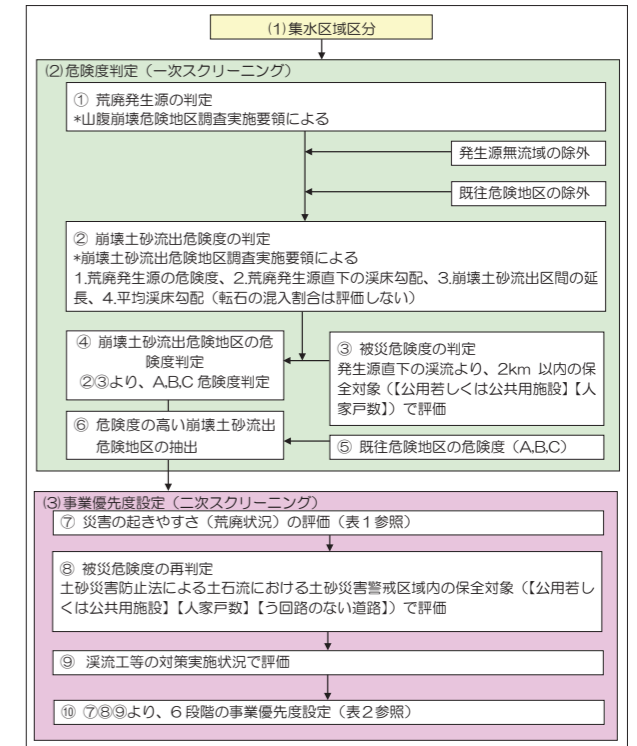 (1)集水区域区分
(2)危険度判定（一次スクリーニング）
① 荒廃発生源の判定
*山腹崩壊危険地区調査実施要領による
発生源無流域の除外
既往危険地区の除外
② 崩壊土砂流出危険度の判定
*崩壊土砂流出危険地区調査実施要領による
1.荒廃発生源の危険度、2.荒廃発生源直下の渓床勾配、3.崩壊土砂流出区間の延
長、4.平均渓床勾配（転石の混入割合は評価しない）
④ 崩壊土砂流出危険地区の危
険度判定
②③より、A,B,C 危険度判定
③ 被災危険度の判定
発生源直下の渓流より、2km 以内の保
全対象（【公用若しくは公共用施設】【人
家戸数】）で評価
⑥ 危険度の高い崩壊土砂流出
危険地区の抽出
⑤ 既往危険地区の危険度（A,B,C）
(3)事業優先度設定（二次スクリーニング）
⑦ 災害の起きやすさ（荒廃状況）の評価（表１参照）
⑧ 被災危険度の再判定
土砂災害防止法による土石流における土砂災害警戒区域内の保全対象（【公用若し
くは公共用施設】【人家戸数】【う回路のない道路】）で評価
⑨ 渓流工等の対策実施状況で評価
⑩ ⑦⑧⑨より、６段階の事業優先度設定（表２参照）